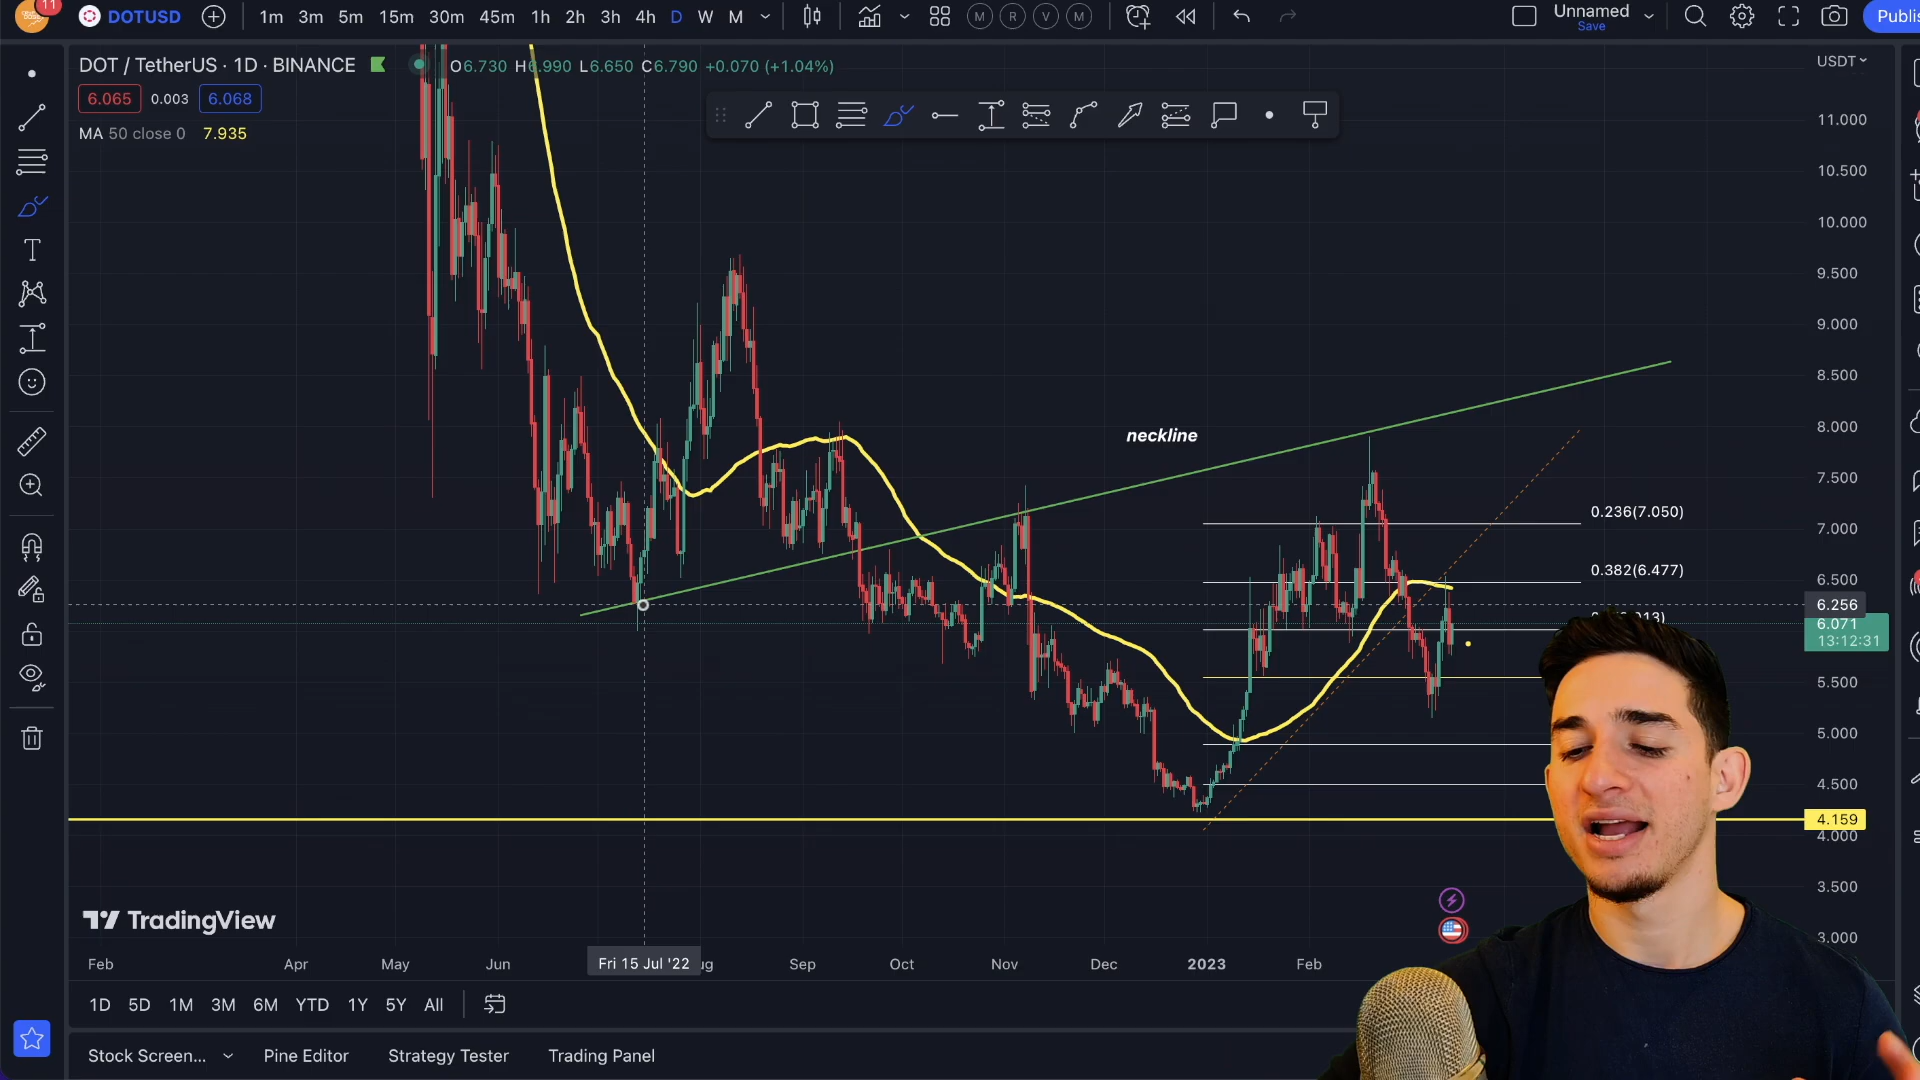 11
DOTUSD
1m 3m 5m 15m 30m 45m 1h 2h 3h 4h D W M
M R V M
Unnamed
Save
DOT / TetherUS · 1D · BINANCE
O6.730 H6.990 L6.650 C6.790 +0.070 (+1.04%)
USDT
6.065 0.003 6.068
MA 50 close 0 7.935
11.000
10.500
10.000
9.500
9.000
8.500
8.000
neckline
7.500
0.236(7.050)
7.000
0.382(6.477)
6.500
6.256
6.071
13:12:31
5.500
5.000
4.500
4.159
4.000
3.500
TradingView
3.000
Feb Apr May Jun Fri 15 Jul '22 Sep Oct Nov Dec 2023 Feb
1D 5D 1M 3M 6M YTD 1Y 5Y All
Stock Screen... Pine Editor Strategy Tester Trading Panel